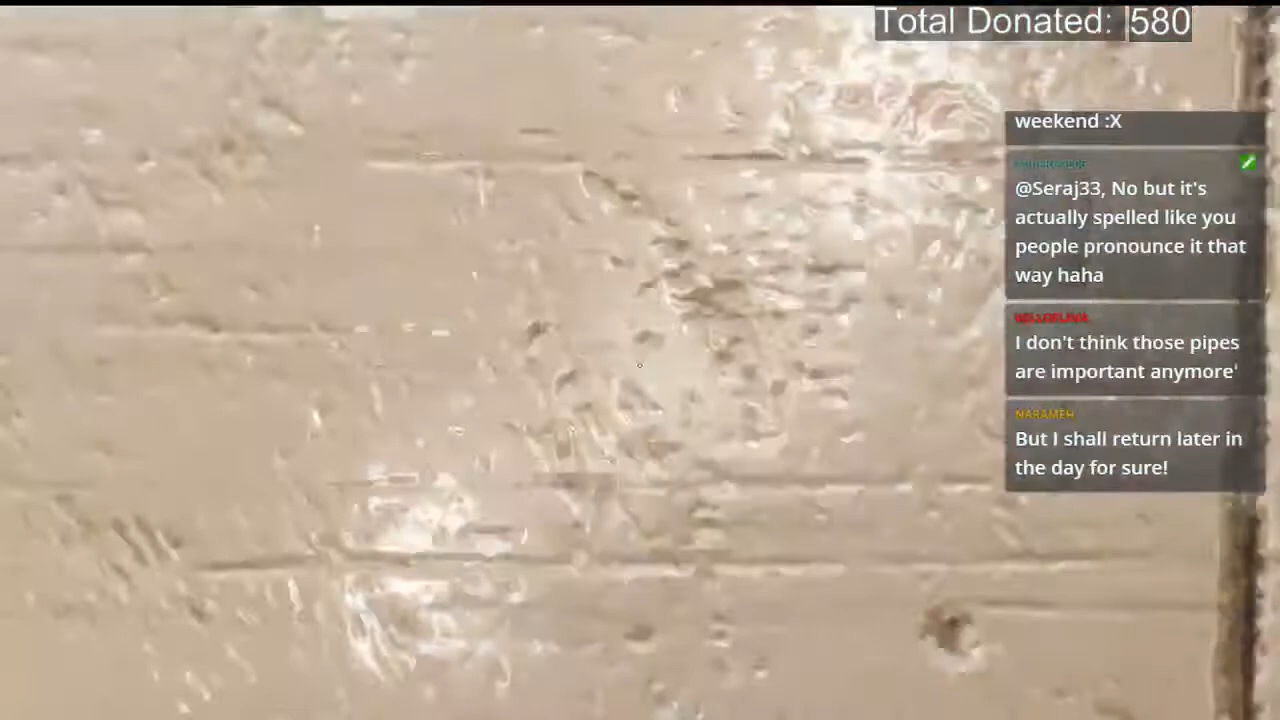 Total Donated: 580
weekend :X
@Seraj33, No but it's
actually spelled like you
people pronounce it that
way haha
I don't think those pipes
are important anymore'
NARAMEH
But I shall return later in
the day for sure!